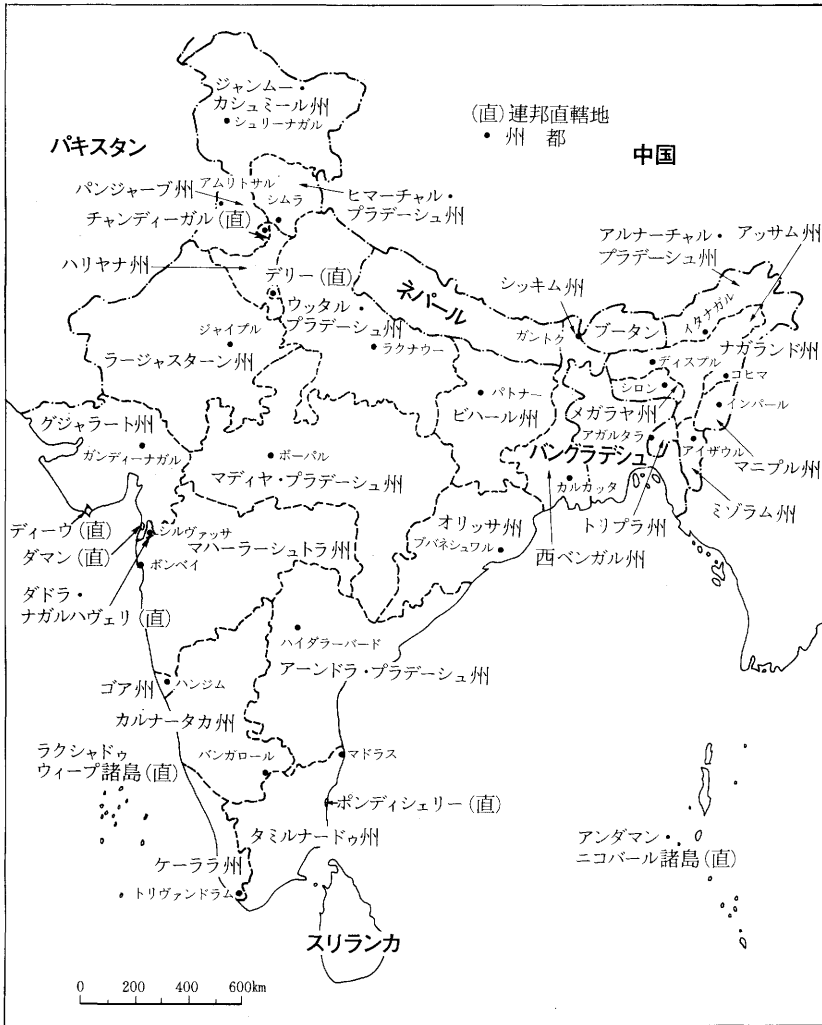 ジャンムー・
カシュミール州
シュリーナガル
(直)連邦直轄地
• 州 都
パキスタン
中国
パンジャーブ州
アムリトサル
シムラ
ヒマーチャル・
プラデーシュ州
チャンディーガル(直)
アルナーチャル・
プラデーシュ州
アッサム州
ハリヤナ州
デリー(直)
ネパール
シッキム州
ウッタル
プラデーシュ州
ガントク
ブータン
イタナガル
ジャイプル
ラクナウー
ナガランド州
ラージャスターン州
ディスプル
コヒマ
パトナー
シロン
インパール
ビハール州
メガラヤ州
グジャラート州
アガルタラ
ガンディーナガル
ボーパル
バングラデシュ
アイザウル
マニプル州
マディヤ・プラデーシュ州
カルカッタ
ミゾラム州
ディーウ(直)
オリッサ州
トリプラ州
シルヴァッサ
マハーラーシュトラ州
ブバネシュワル
ダマン(直)
西ベンガル州
ボンベイ
ダドラ・
ナガルハヴェリ(直)
ハイダラーバード
アーンドラ・プラデーシュ州
ゴア州
ハンジム
カルナータカ州
ラクシャドゥ
ウィープ諸島(直)
バンガロール
マドラス
ポンディシェリー(直)
タミルナードゥ州
アンダマン・
ニコバール諸島(直)
ケーララ州
トリヴァンドラム
スリランカ
0 200 400 600km